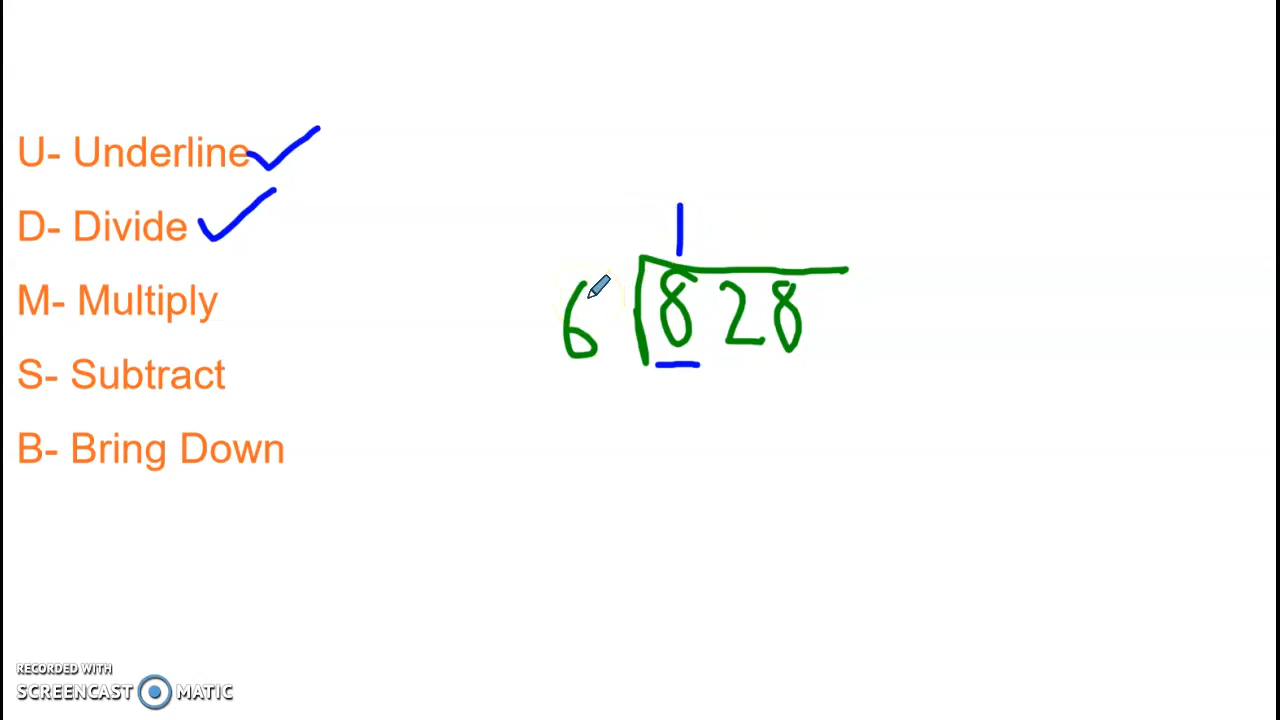 U- Underline
D- Divide
M- Multiply
S- Subtract
B- Bring Down
1
6 828
RECORDED WITH
SCREENCAST MATIC